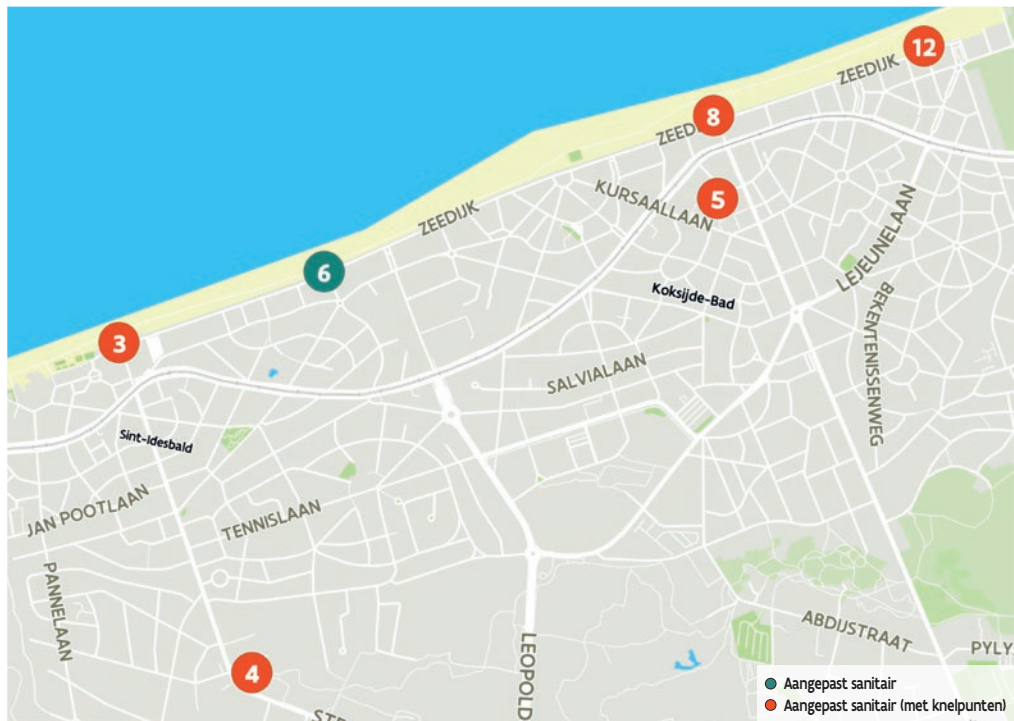 12
ZEEDIJK
8
ZEED
KURSAALLAAN
5
ZEEDIJK
LEJEUNELAAN
6
Koksijde-Bad
BEKENTENISSENWEG
3
SALVIALAAN
Sint-Idesbald
JAN POOTLAAN
TENNISLAAN
PANNELAAN
ABDIJSTRAAT
LEOPOLD
PYLY
4
STE
Aangepast sanitair
Aangepast sanitair (met knelpunten)